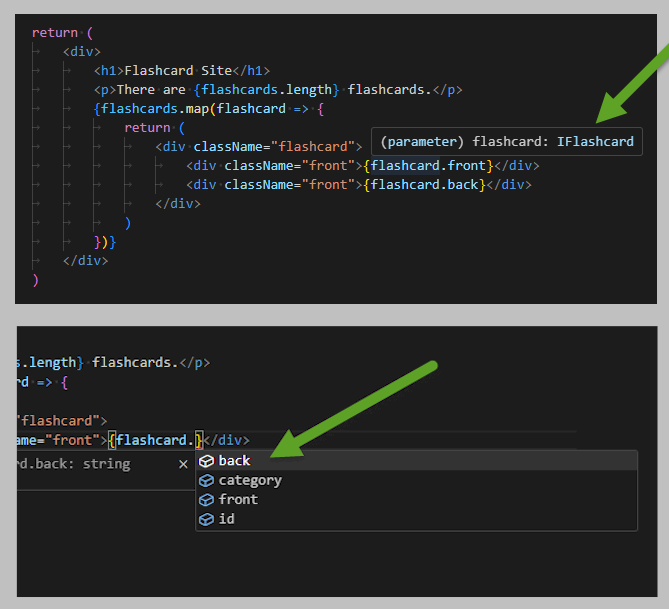 return (
<div>
<h1>Flashcard Site</h1>
<p>There are {flashcards.length} flashcards.</p>
{flashcards.map(flashcard => {
return (
<div className="flashcard">
(parameter) flashcard: IFlashcard
<div className="front">{flashcard.front}</div>
<div className="front">{flashcard.back}</div>
</div>
)
})}
</div>
)
s.length} flashcards.</p>
rd => {
"flashcard">
ame="front">{flashcard.}</div>
rd.back: string
back
category
front
id